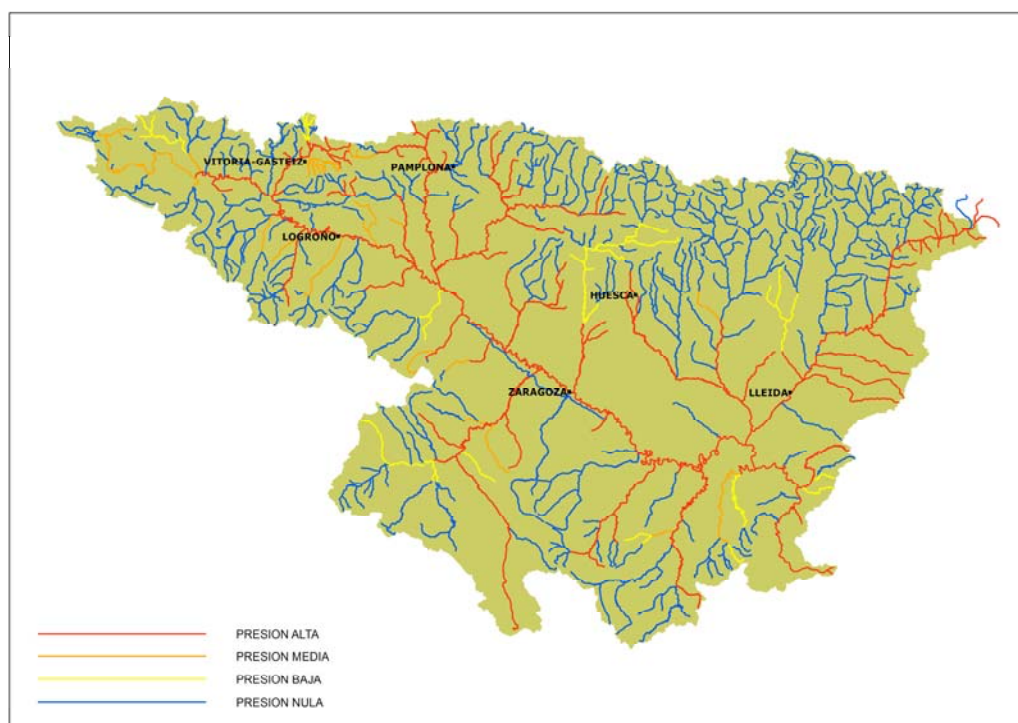 VITORIA-GASTEIZ
PAMPLONA
LOGROÑO
HUESCA
ZARAGOZA
LLEIDA
PRESION ALTA
PRESION MEDIA
PRESION BAJA
PRESION NULA